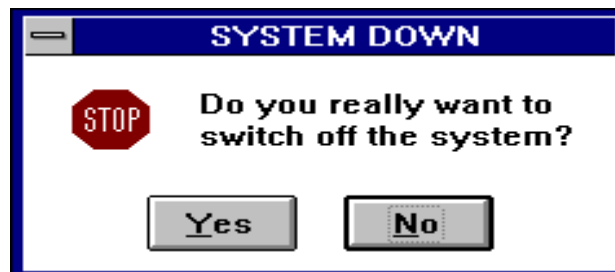 SYSTEM DOWN
STOP
Do you really want to
switch off the system?
Yes
No